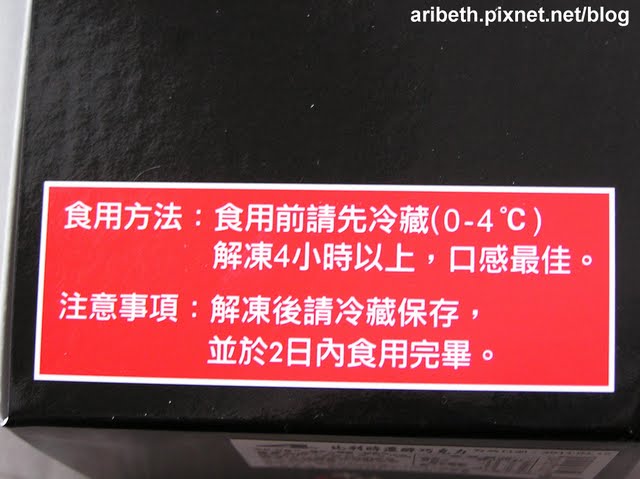 aribeth.pixnet.net/blog
食用方法：食用前請先冷藏(0-4℃)
解凍4小時以上，口感最佳。
注意事項：解凍後請冷藏保存，
並於2日內食用完畢。